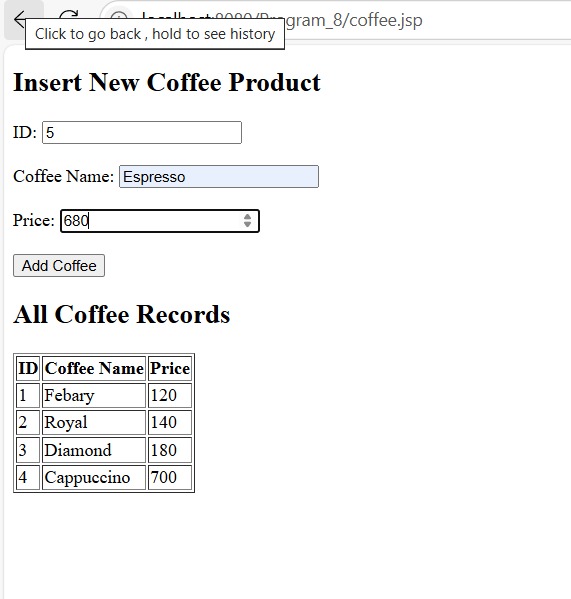 /Program_8/coffee.jsp
Click to go back , hold to see history
Insert New Coffee Product
ID: 5
Coffee Name: Espresso
Price: 680
Add Coffee
All Coffee Records
ID Coffee Name Price
1 Febary 120
2 Royal 140
3 Diamond 180
4 Cappuccino 700